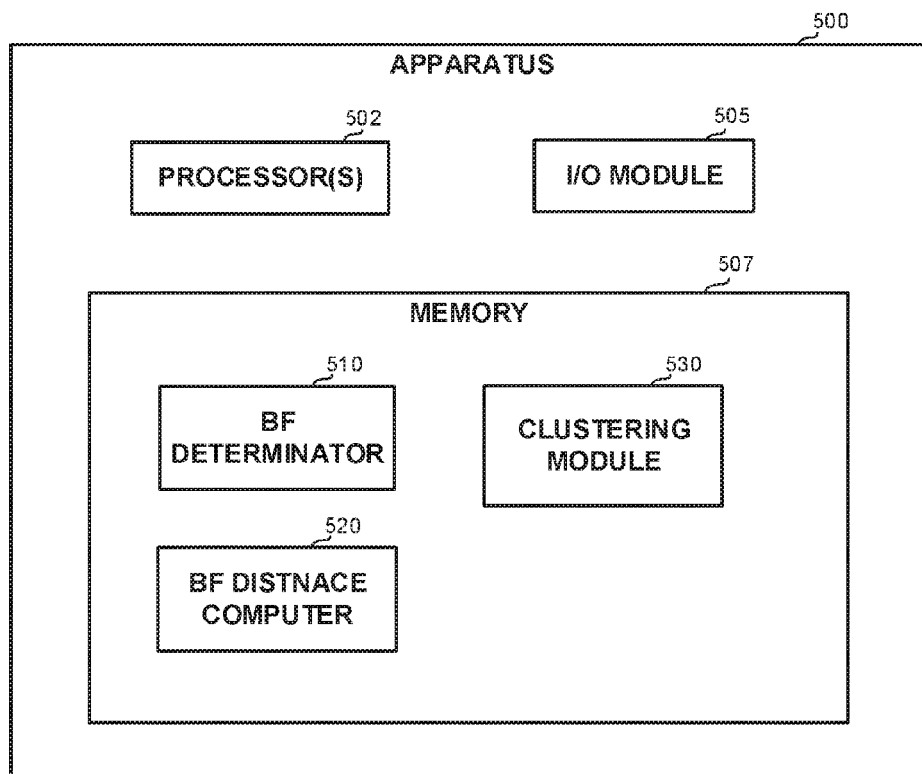 500
APPARATUS
502
PROCESSOR(S)
505
I/O MODULE
507
MEMORY
510
BF
DETERMINATOR
530
CLUSTERING
MODULE
520
BF DISTNACE
COMPUTER